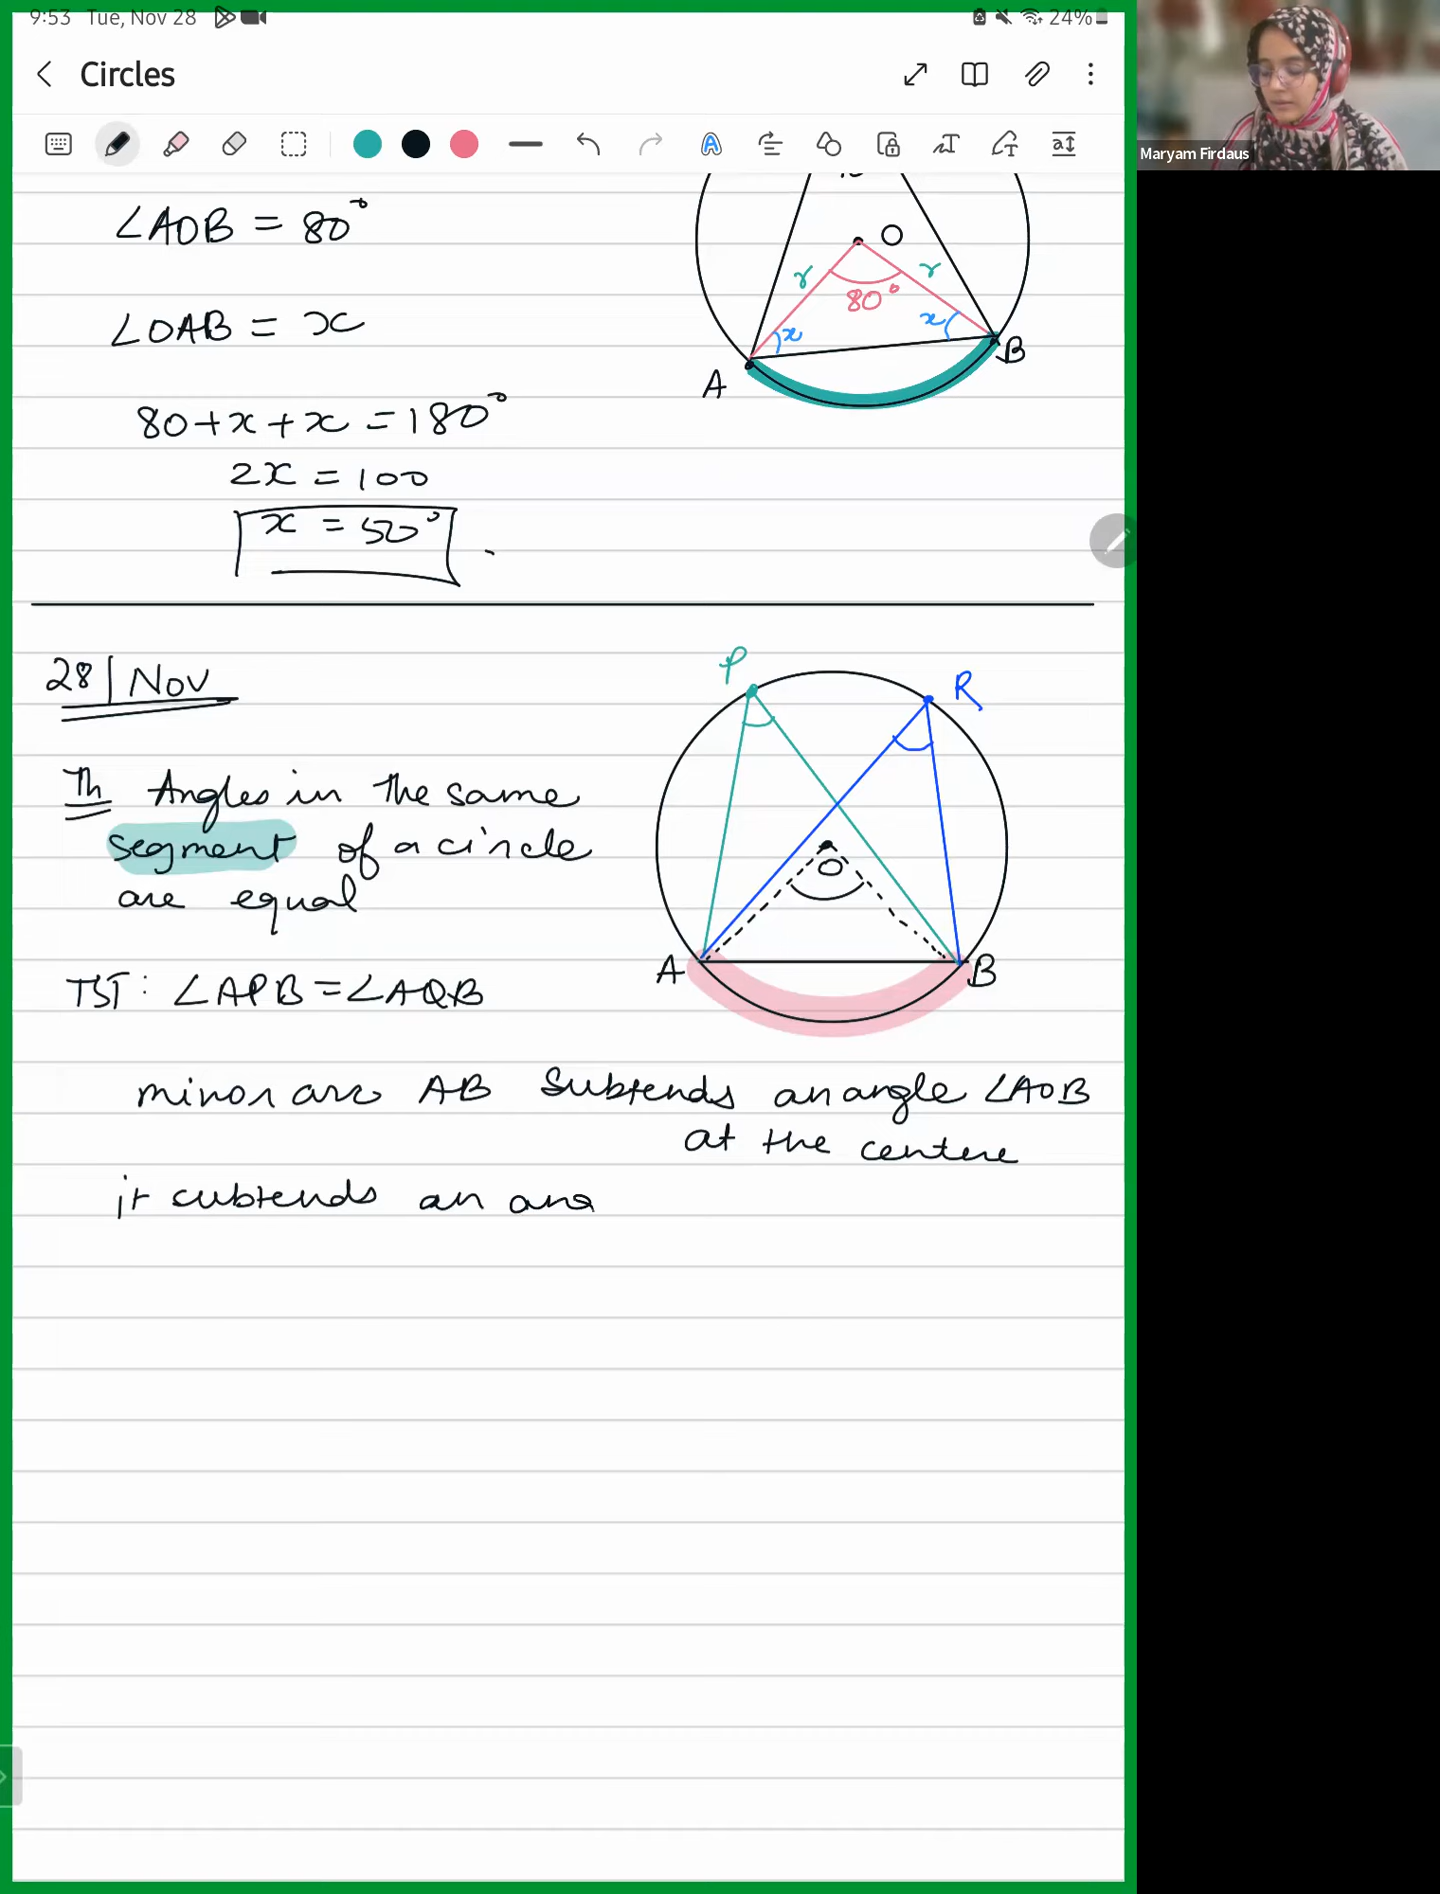 9:53 Tue, Nov 28
24%
Circles
Maryam Firdaus
∠AOB = 80°
∠OAB = x
80+x+x = 180°
2x = 100
x = 50°
O
r
r
80°
x
x
A
B
28 | Nov
Th Angles in the same
segment of a circle
are equal
TST: ∠APB = ∠AQB
P
R
O
A
B
minor arc AB subtends an angle ∠AOB
at the centere
it subtends an ang